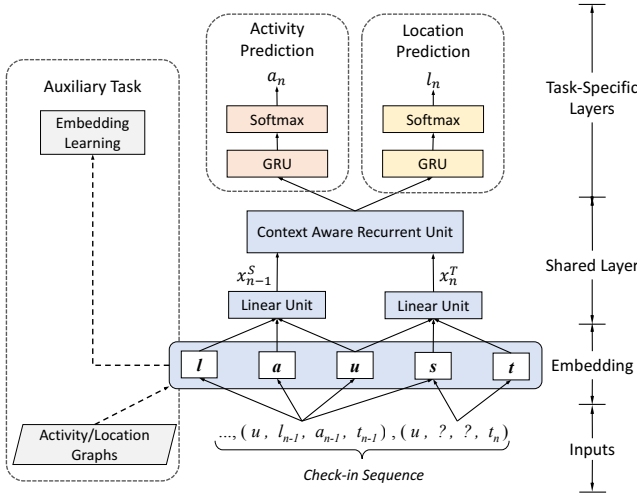 Activity
Prediction
Location
Prediction
Task-Specific
Layers
Auxiliary Task
a_n
l_n
Embedding
Learning
Softmax
Softmax
GRU
GRU
Context Aware Recurrent Unit
Shared Layer
x_{n-1}^S
x_n^T
Linear Unit
Linear Unit
l
a
u
s
t
Embedding
Activity/Location
Graphs
...,( u , l_{n-1} , a_{n-1} , t_{n-1} ) , ( u , ? , ? , t_n )
Inputs
Check-in Sequence